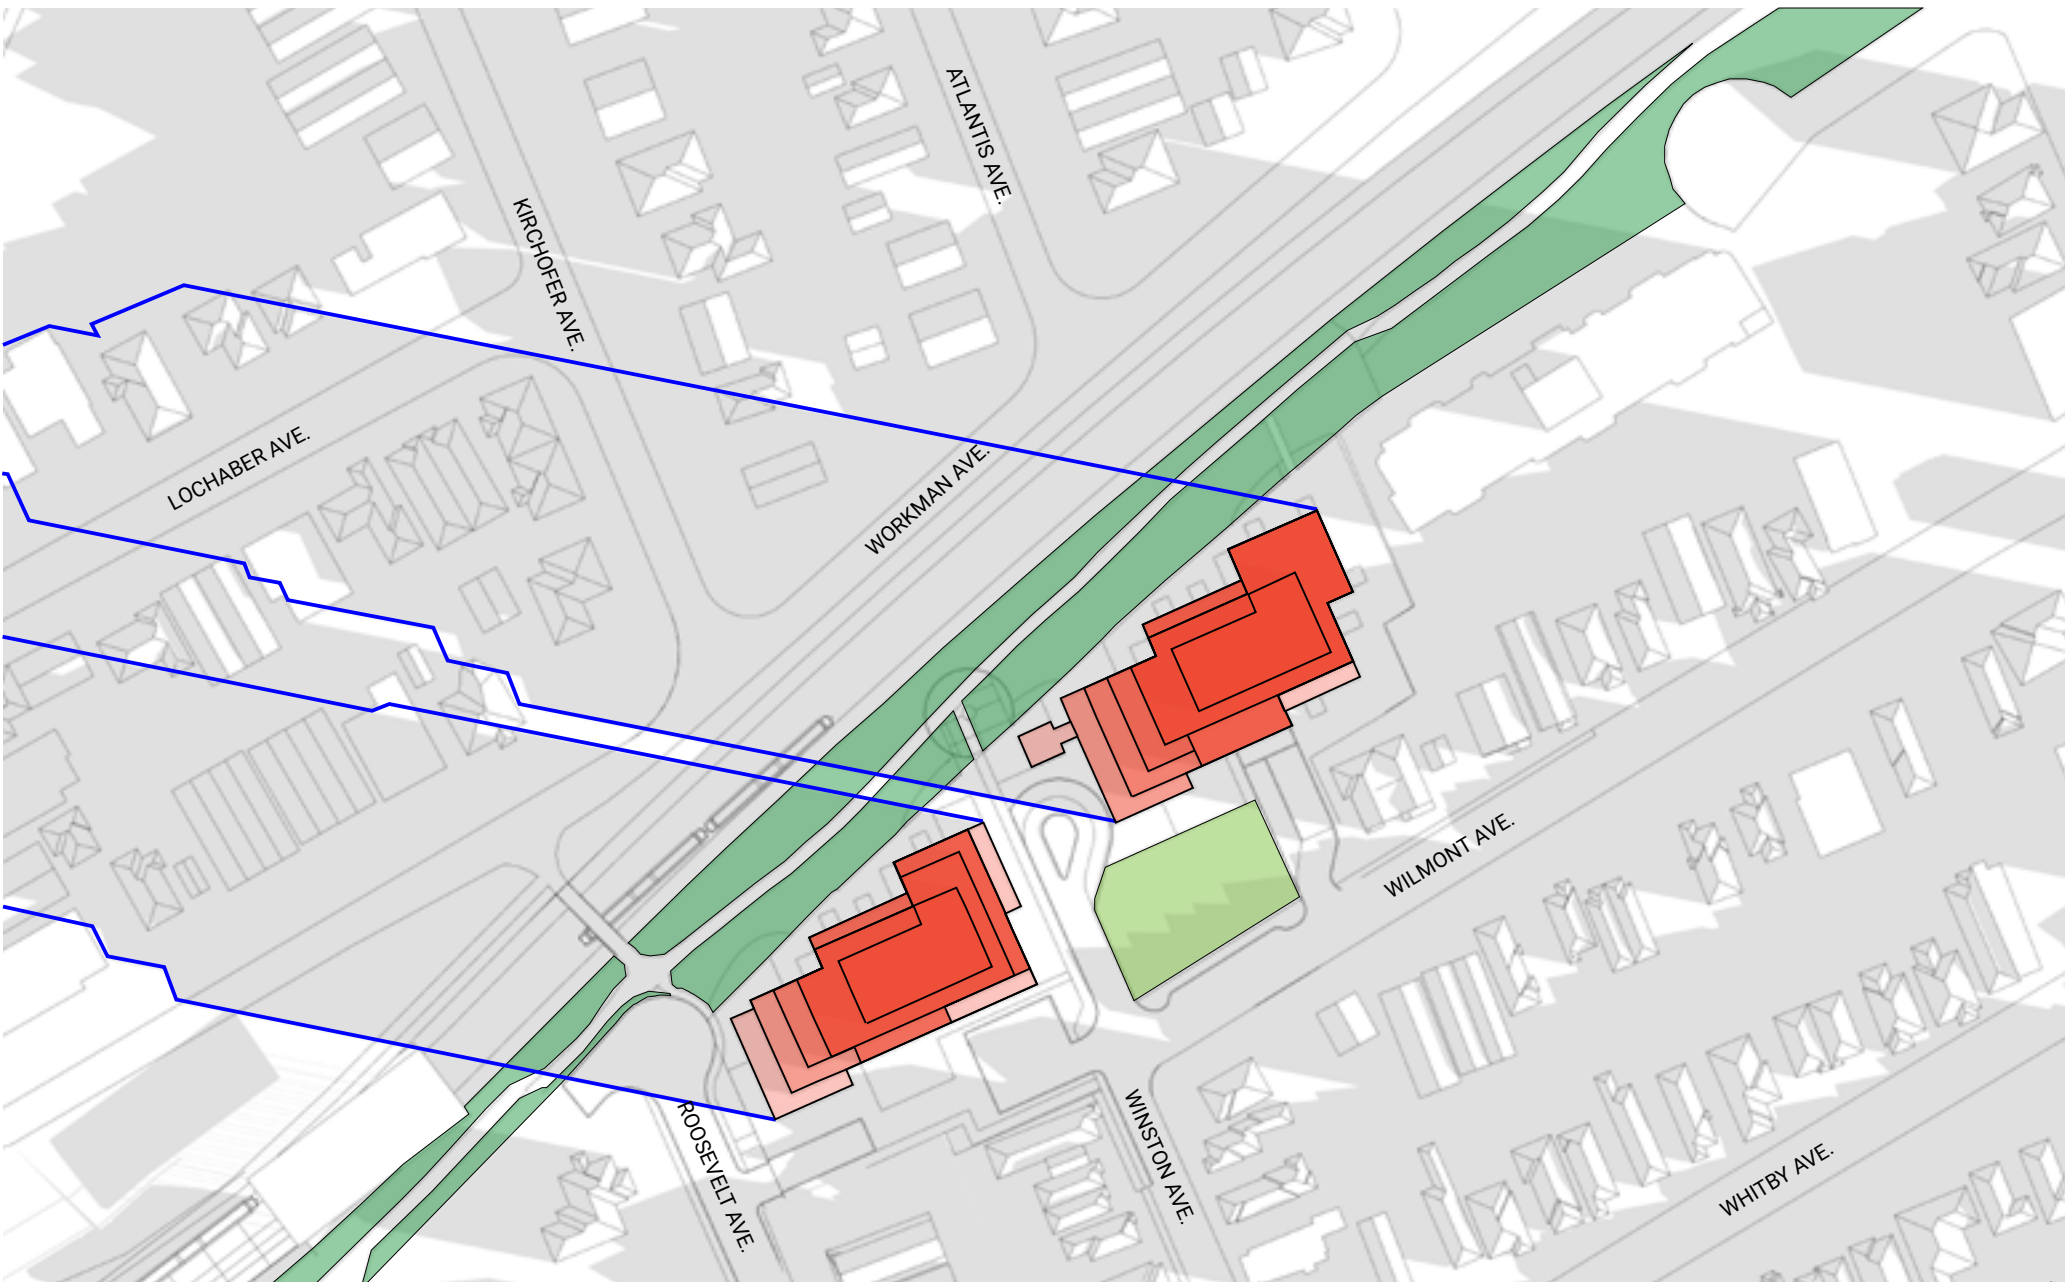 ATLANTIS AVE.
KIRCHOFER AVE.
LOCHABER AVE.
WORKMAN AVE.
WILMONT AVE.
ROOSEVELT AVE.
WINSTON AVE.
WHITBY AVE.